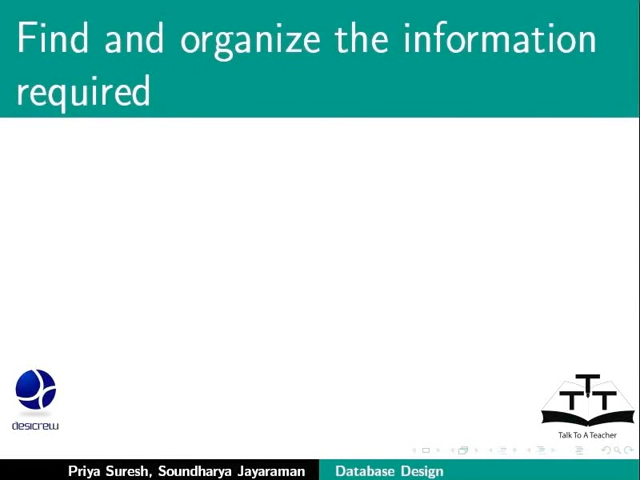 Find and organize the information
required
desicrew
T T T
Talk To A Teacher
Priya Suresh, Soundharya Jayaraman Database Design